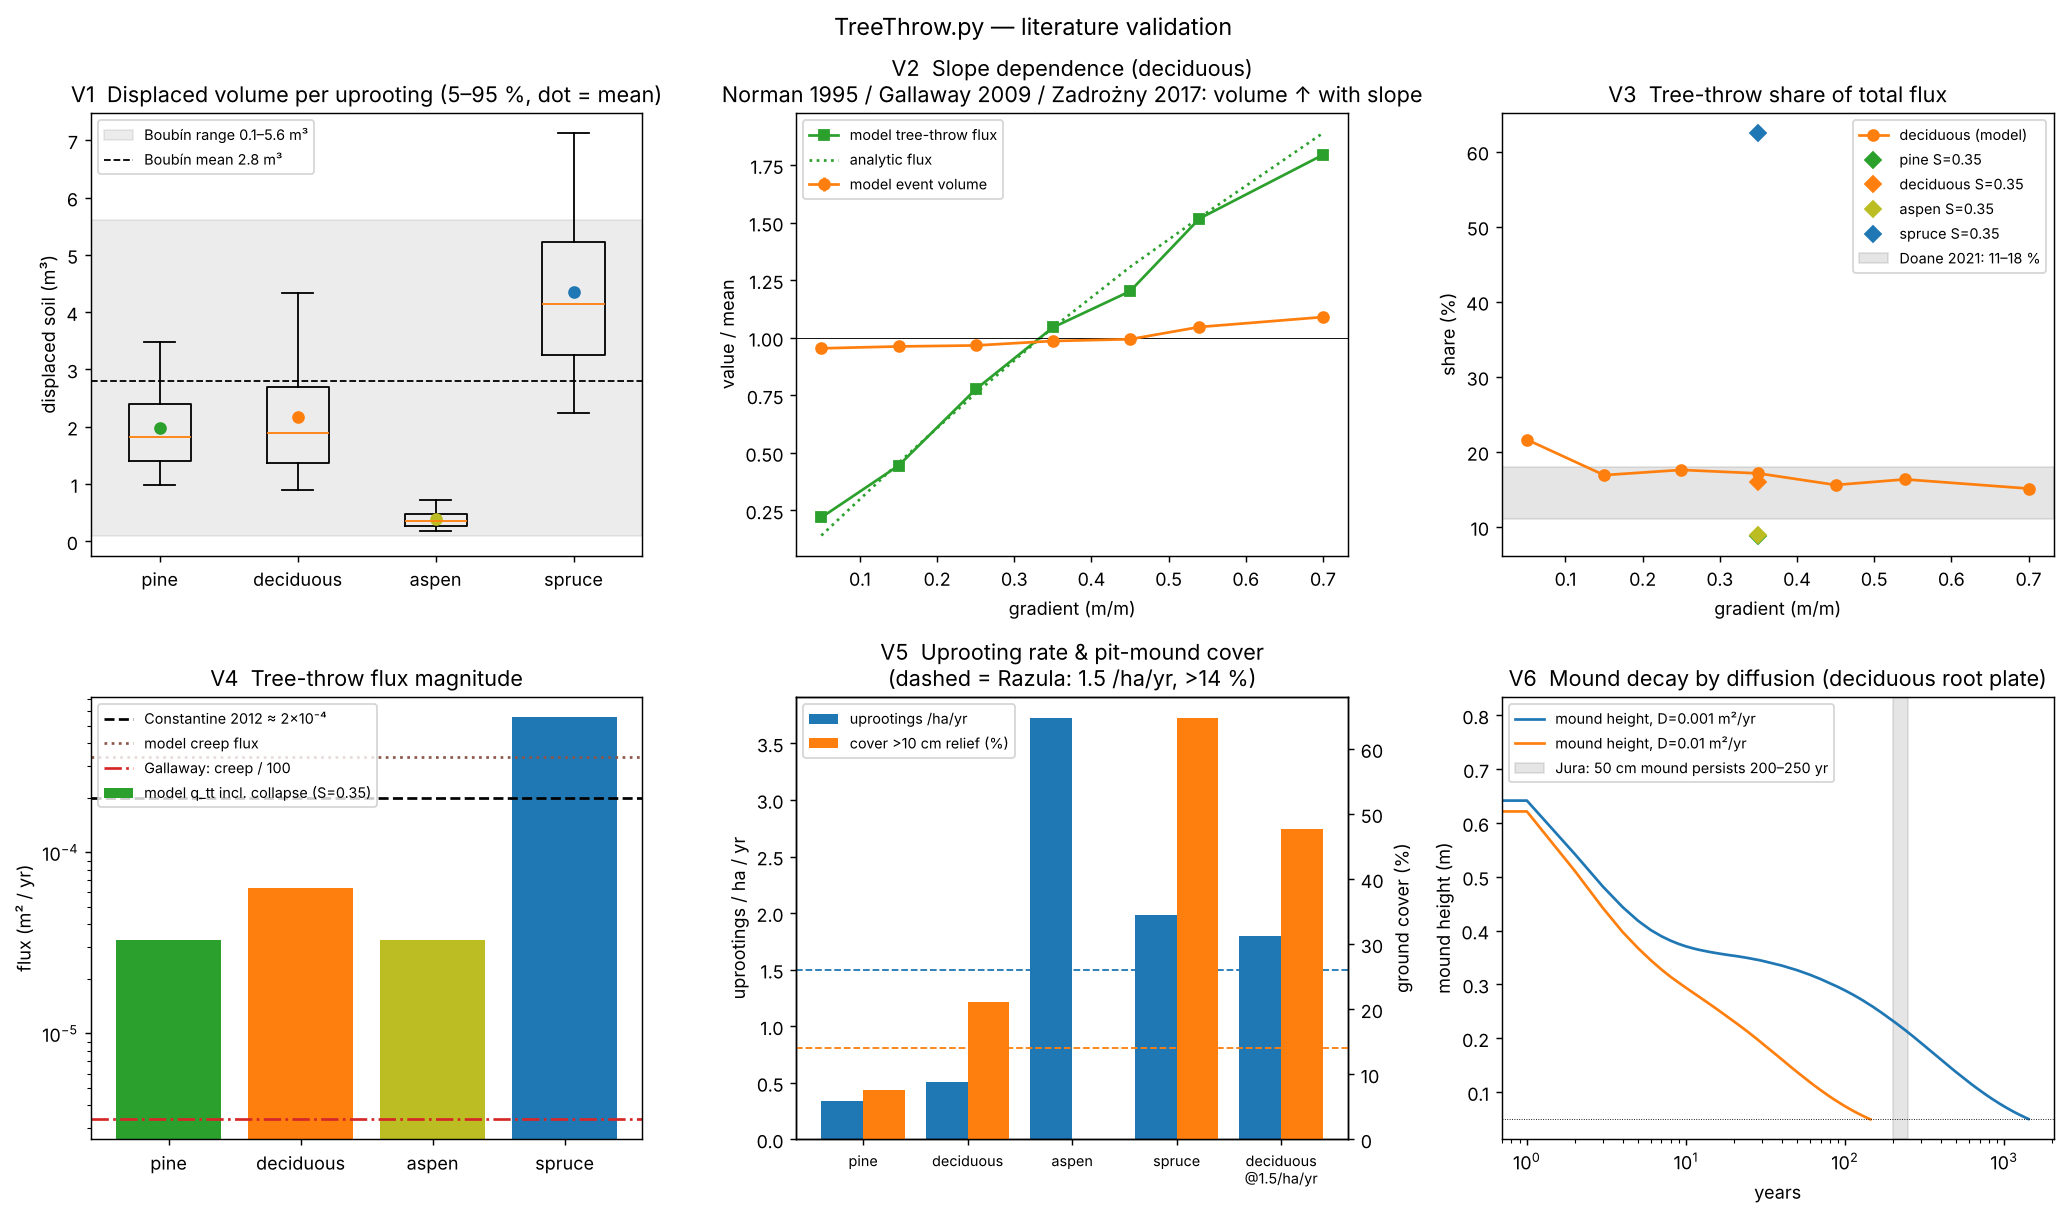 TreeThrow.py — literature validation
V1  Displaced volume per uprooting (5–95 %, dot = mean)
Boubín range 0.1–5.6 m³
Boubín mean 2.8 m³
displaced soil (m³)
7
6
5
4
3
2
1
0
pine
deciduous
aspen
spruce
V2  Slope dependence (deciduous)
Norman 1995 / Gallaway 2009 / Zadrożny 2017: volume ↑ with slope
model tree-throw flux
analytic flux
model event volume
value / mean
1.75
1.50
1.25
1.00
0.75
0.50
0.25
0.1
0.2
0.3
0.4
0.5
0.6
0.7
gradient (m/m)
V3  Tree-throw share of total flux
deciduous (model)
pine S=0.35
deciduous S=0.35
aspen S=0.35
spruce S=0.35
Doane 2021: 11–18 %
share (%)
60
50
40
30
20
10
0.1
0.2
0.3
0.4
0.5
0.6
0.7
gradient (m/m)
V4  Tree-throw flux magnitude
Constantine 2012 ≈ 2×10⁻⁴
model creep flux
Gallaway: creep / 100
model q_tt incl. collapse (S=0.35)
flux (m² / yr)
10⁻⁴
10⁻⁵
pine
deciduous
aspen
spruce
V5  Uprooting rate & pit-mound cover
(dashed = Razula: 1.5 /ha/yr, >14 %)
uprootings /ha/yr
cover >10 cm relief (%)
uprootings / ha / yr
3.5
3.0
2.5
2.0
1.5
1.0
0.5
0.0
60
50
40
30
20
10
0
ground cover (%)
pine
deciduous
aspen
spruce
deciduous
@1.5/ha/yr
V6  Mound decay by diffusion (deciduous root plate)
mound height, D=0.001 m²/yr
mound height, D=0.01 m²/yr
Jura: 50 cm mound persists 200–250 yr
mound height (m)
0.8
0.7
0.6
0.5
0.4
0.3
0.2
0.1
10⁰
10¹
10²
10³
years